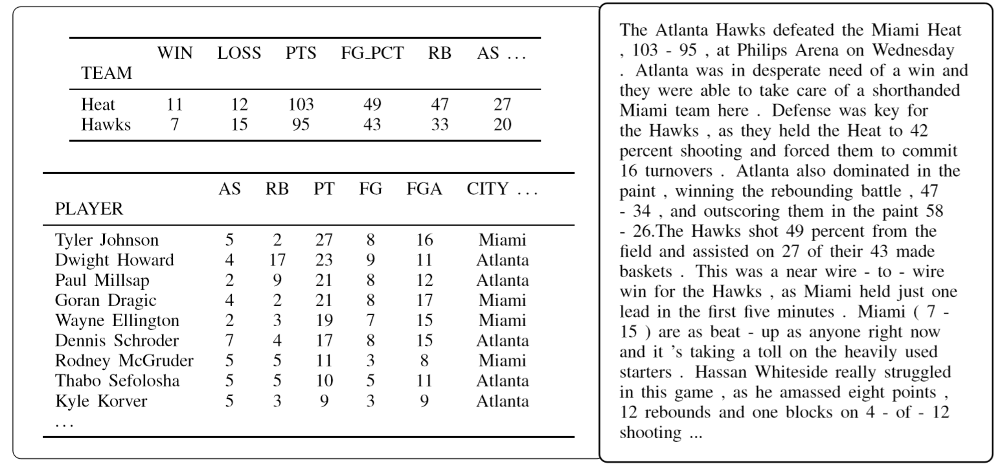 WIN LOSS PTS FG_PCT RB AS ...
TEAM
Heat 11 12 103 49 47 27
Hawks 7 15 95 43 33 20
AS RB PT FG FGA CITY ...
PLAYER
Tyler Johnson 5 2 27 8 16 Miami
Dwight Howard 4 17 23 9 11 Atlanta
Paul Millsap 2 9 21 8 12 Atlanta
Goran Dragic 4 2 21 8 17 Miami
Wayne Ellington 2 3 19 7 15 Miami
Dennis Schroder 7 4 17 8 15 Atlanta
Rodney McGruder 5 5 11 3 8 Miami
Thabo Sefolosha 5 5 10 5 11 Atlanta
Kyle Korver 5 3 9 3 9 Atlanta
...
The Atlanta Hawks defeated the Miami Heat
, 103 - 95 , at Philips Arena on Wednesday
. Atlanta was in desperate need of a win and
they were able to take care of a shorthanded
Miami team here . Defense was key for
the Hawks , as they held the Heat to 42
percent shooting and forced them to commit
16 turnovers . Atlanta also dominated in the
paint , winning the rebounding battle , 47
- 34 , and outscoring them in the paint 58
- 26.The Hawks shot 49 percent from the
field and assisted on 27 of their 43 made
baskets . This was a near wire - to - wire
win for the Hawks , as Miami held just one
lead in the first five minutes . Miami ( 7 -
15 ) are as beat - up as anyone right now
and it 's taking a toll on the heavily used
starters . Hassan Whiteside really struggled
in this game , as he amassed eight points ,
12 rebounds and one blocks on 4 - of - 12
shooting ...